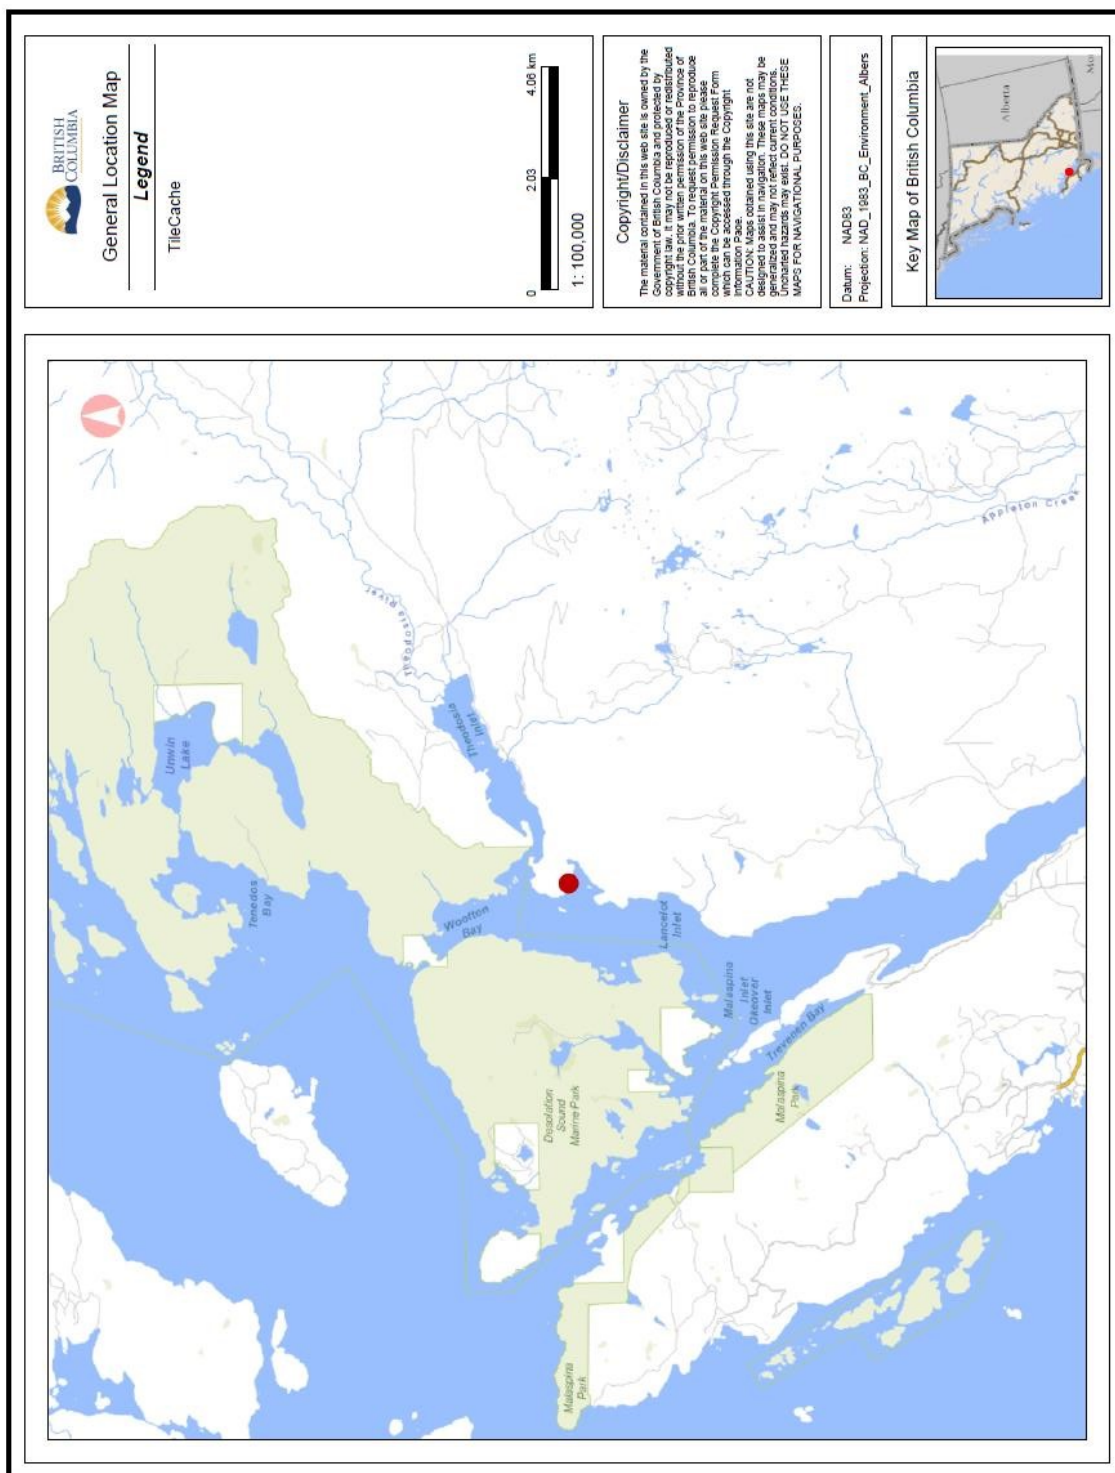 BRITISH
COLUMBIA
General Location Map
Legend
TileCache
0 2.03 4.06 km
1: 100,000
Copyright/Disclaimer
The material contained in this web site is owned by the
Government of British Columbia and protected by
copyright law. It may not be reproduced or redistributed
without the prior written permission of the Province of
British Columbia. To request permission to reproduce
all or part of the material on this web site please
complete the Copyright Permission Request Form
which can be accessed through the Copyright
Information Page.
CAUTION: Maps obtained using this site are not
designed to assist in navigation. These maps may be
generalized and may not reflect current conditions.
Uncharted hazards may exist. DO NOT USE THESE
MAPS FOR NAVIGATIONAL PURPOSES.
Datum: NAD83
Projection: NAD_1983_BC_Environment_Albers
Key Map of British Columbia
Alberta
Mo
Unwin
Lake
Tenedos
Bay
Theodosia River
Theodosia
Inlet
Wootton
Bay
Desolation
Sound
Marine Park
Lancelot
Inlet
Malaspina
Inlet
Okeover
Inlet
Trevenen Bay
Malaspina
Park
Malaspina
Park
Appleton Creek